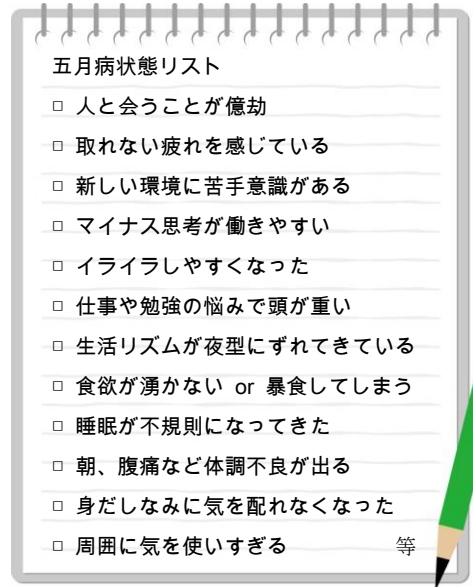 五月病状態リスト
□ 人と会うことが億劫
□ 取れない疲れを感じている
□ 新しい環境に苦手意識がある
□ マイナス思考が働きやすい
□ イライラしやすくなった
□ 仕事や勉強の悩みで頭が重い
□ 生活リズムが夜型にずれてきている
□ 食欲が湧かない or 暴食してしまう
□ 睡眠が不規則になってきた
□ 朝、腹痛など体調不良が出る
□ 身だしなみに気を配れなくなった
□ 周囲に気を使いすぎる 等